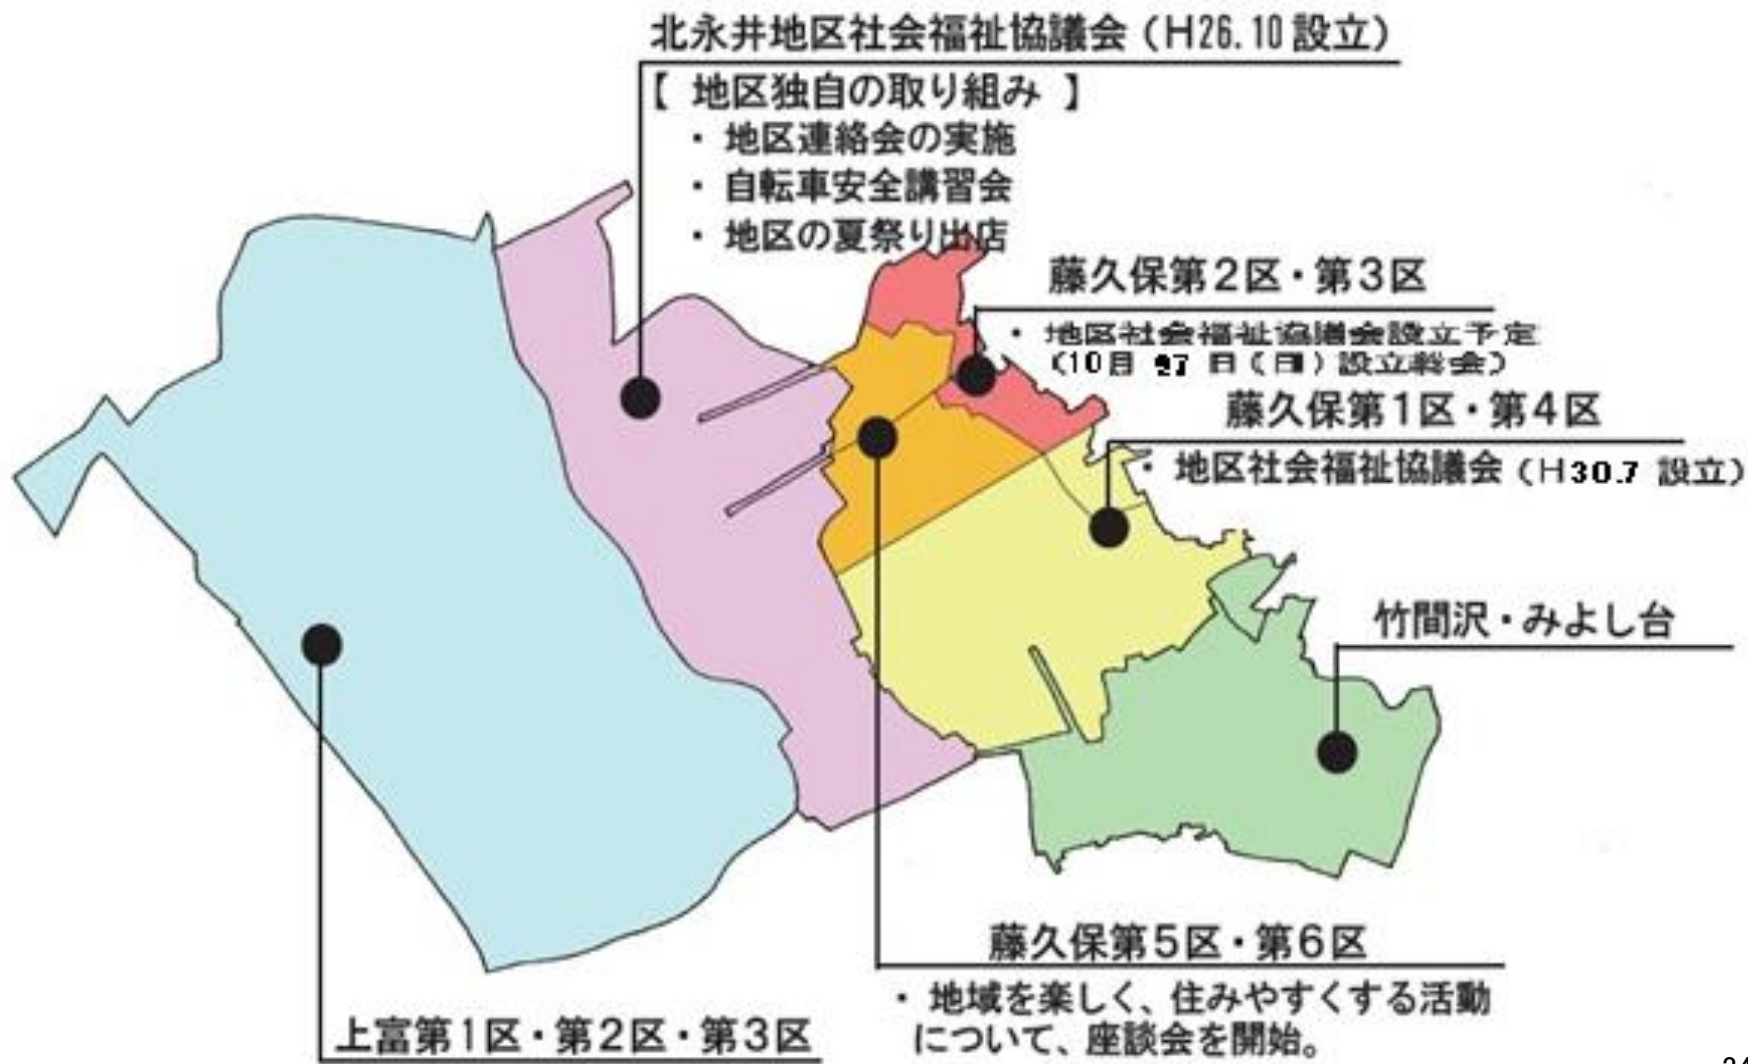 北永井地区社会福祉協議会（H26.10 設立）
【 地区独自の取り組み 】
・ 地区連絡会の実施
・ 自転車安全講習会
・ 地区の夏祭り出店
藤久保第２区・第３区
・ 地区社会福祉協議会設立予定
（10月 27 日（日）設立総会）
藤久保第１区・第４区
・ 地区社会福祉協議会（H30.7 設立）
竹間沢・みよし台
藤久保第５区・第６区
・ 地域を楽しく、住みやすくする活動
について、座談会を開始。
上富第１区・第２区・第３区